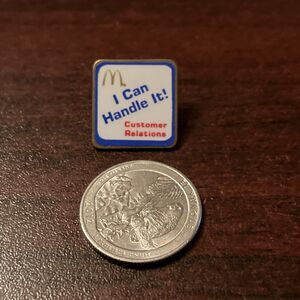 I Can
Handle It!
Customer
Relations